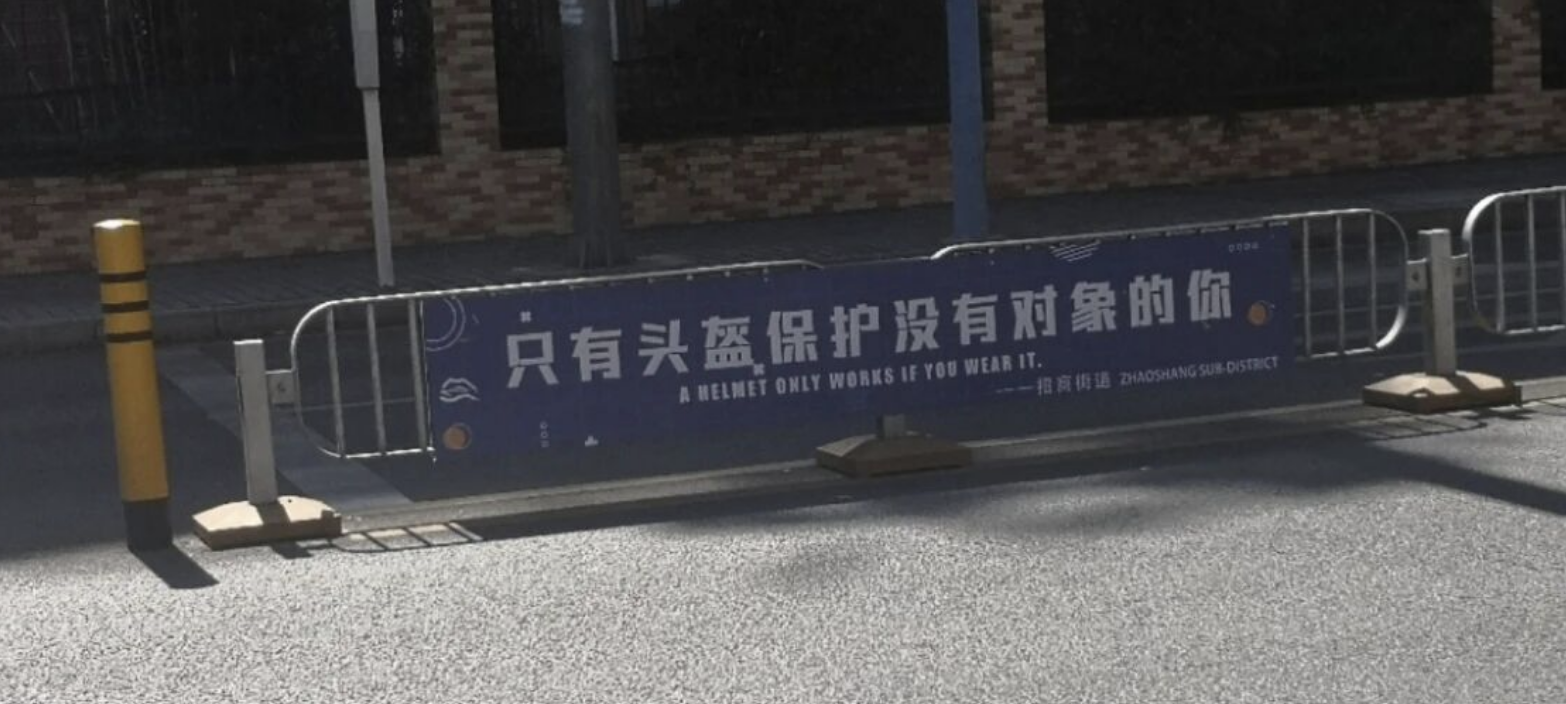 只有头盔保护没有对象的你
A HELMET ONLY WORKS IF YOU WEAR IT.
——招商街道 ZHAOSHANG SUB-DISTRICT